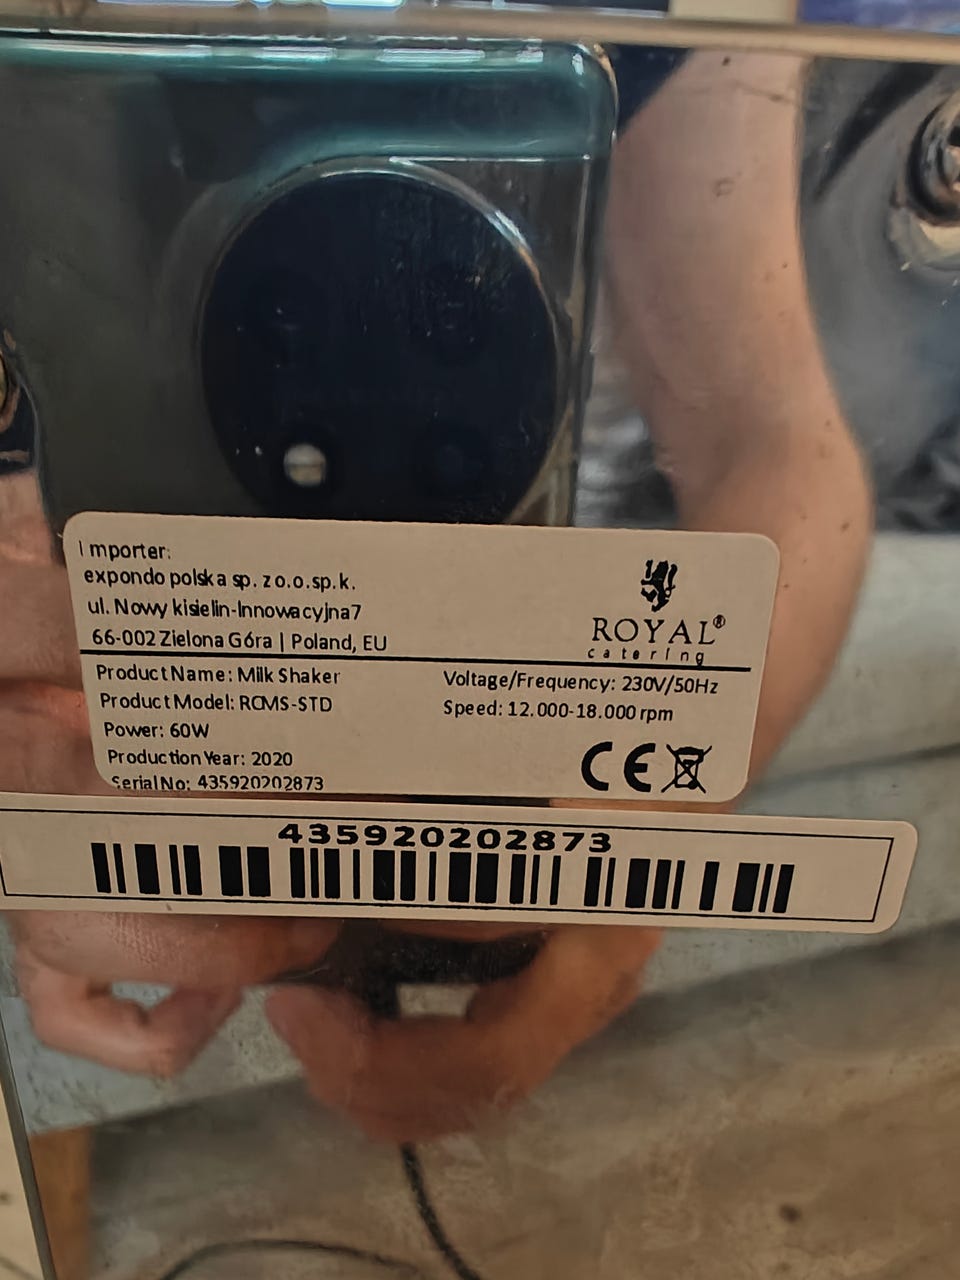 Importer:
expondo polska sp. z o.o. sp. k.
ul. Nowy kisielin-Innowacyjna7
66-002 Zielona Góra | Poland, EU
ROYAL®
catering
Product Name: Milk Shaker
Product Model: RCMS-STD
Power: 60W
Production Year: 2020
Serial No: 435920202873
Voltage/Frequency: 230V/50Hz
Speed: 12.000-18.000 rpm
CE
435920202873